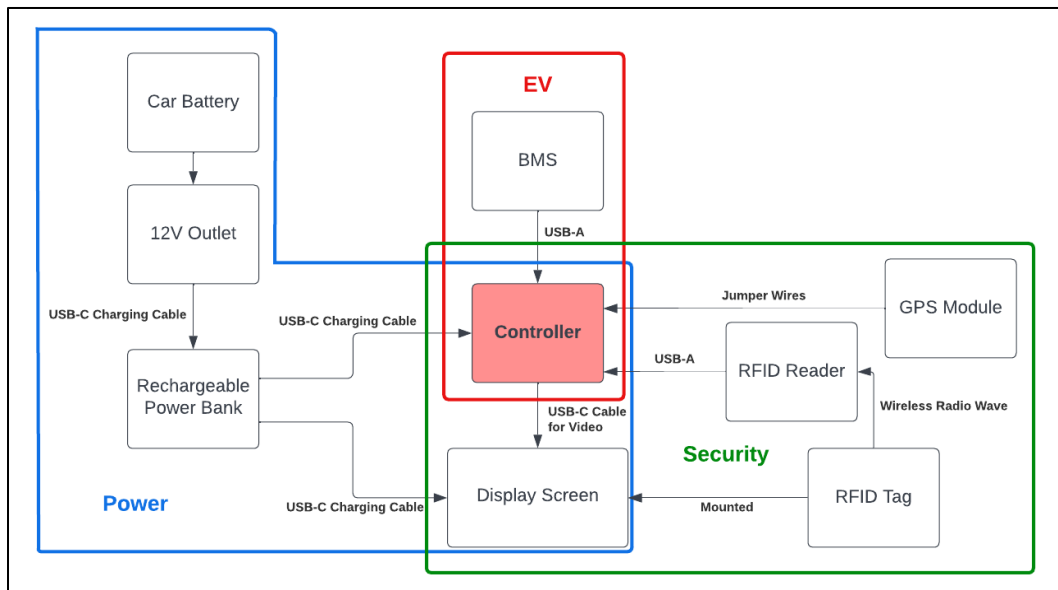 EV
Car Battery
BMS
12V Outlet
USB-A
USB-C Charging Cable
USB-C Charging Cable
Controller
Jumper Wires
GPS Module
USB-A
RFID Reader
Rechargeable
Power Bank
Wireless Radio Wave
USB-C Cable
for Video
Security
Display Screen
RFID Tag
Mounted
USB-C Charging Cable
Power